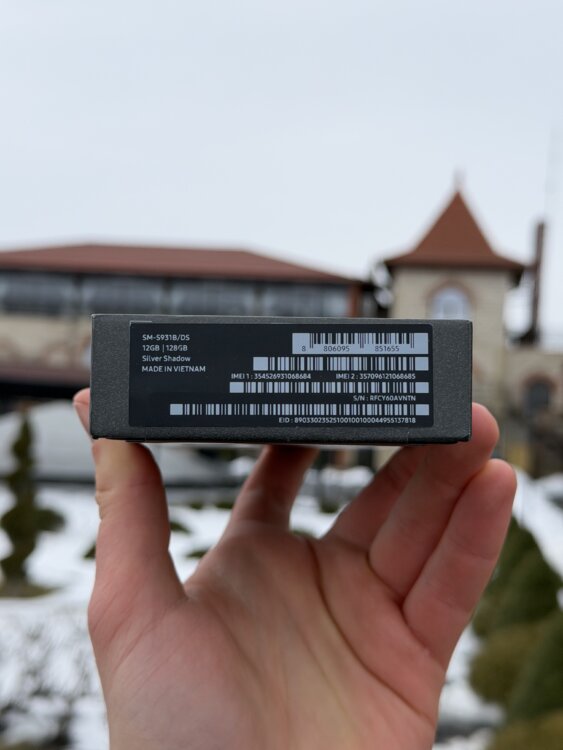 SM-S931B/DS
12GB | 128GB
Silver Shadow
MADE IN VIETNAM
8 806095 851655
IMEI 1 : 354526931068684 IMEI 2 : 357096121068685
S/N : RFCY60AVNTN
EID : 89033023525100100100044955137818